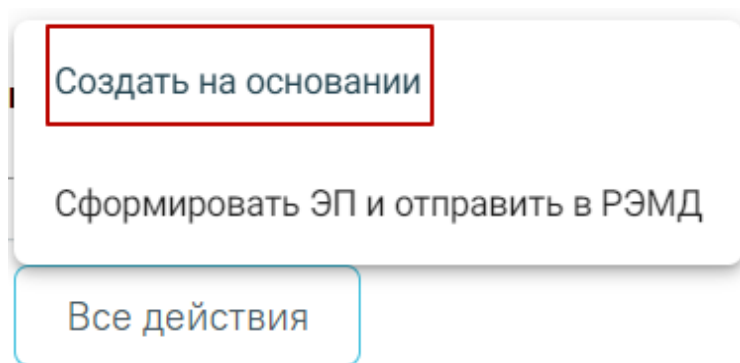 Создать на основании
Сформировать ЭП и отправить в РЭМД
Все действия